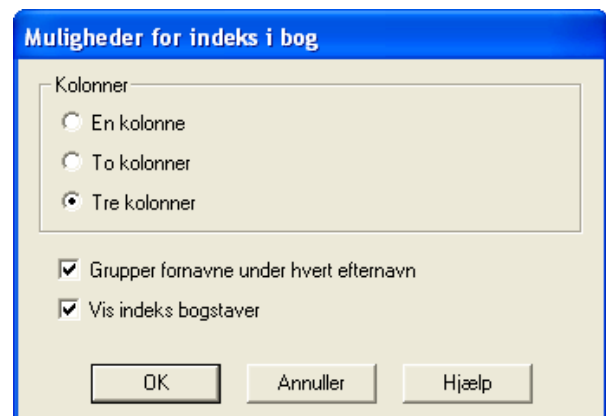 Muligheder for indeks i bog
Kolonner
En kolonne
To kolonner
Tre kolonner
Grupper fornavne under hvert efternavn
Vis indeks bogstaver
OK Annuller Hjælp